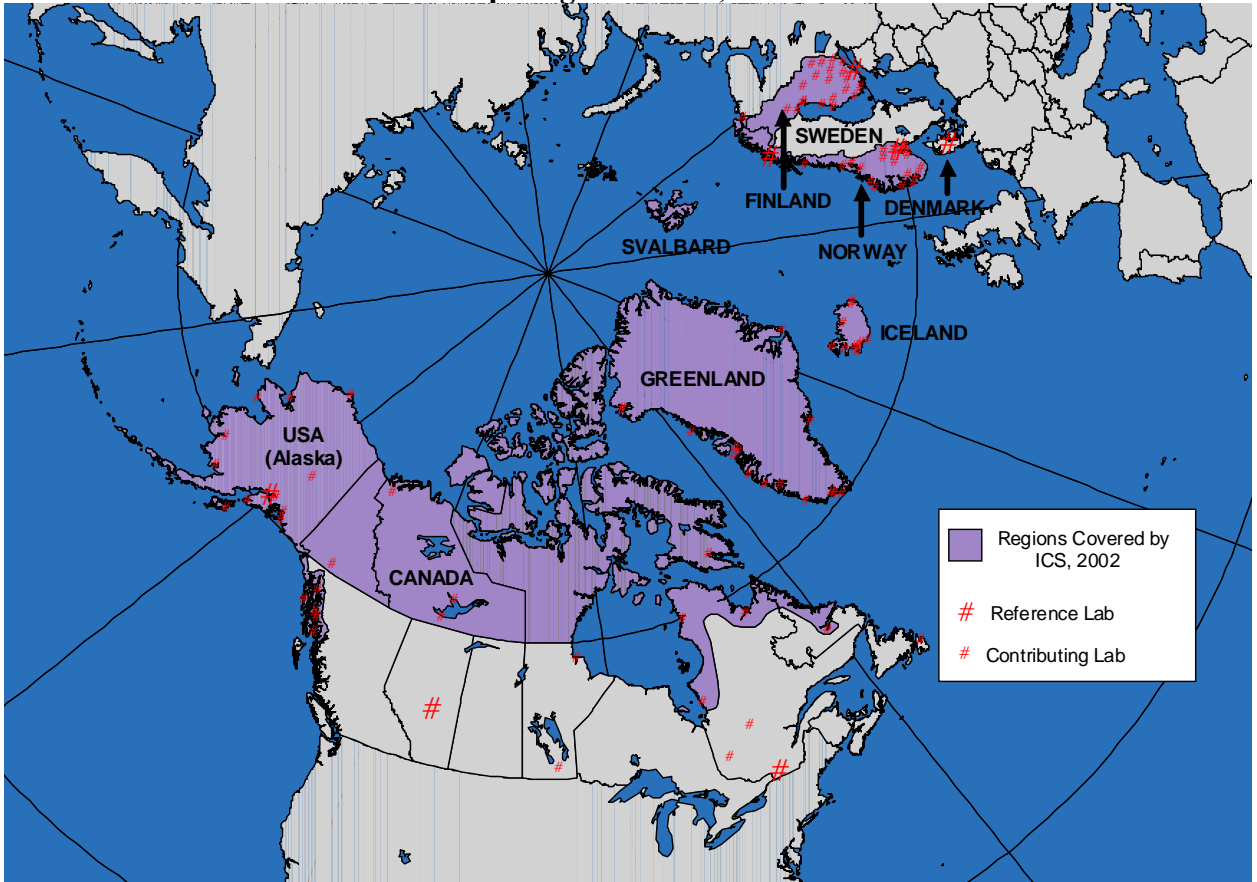 SWEDEN
FINLAND
DENMARK
SVALBARD
NORWAY
ICELAND
GREENLAND
USA
(Alaska)
CANADA
Regions Covered by
ICS, 2002
# Reference Lab
# Contributing Lab